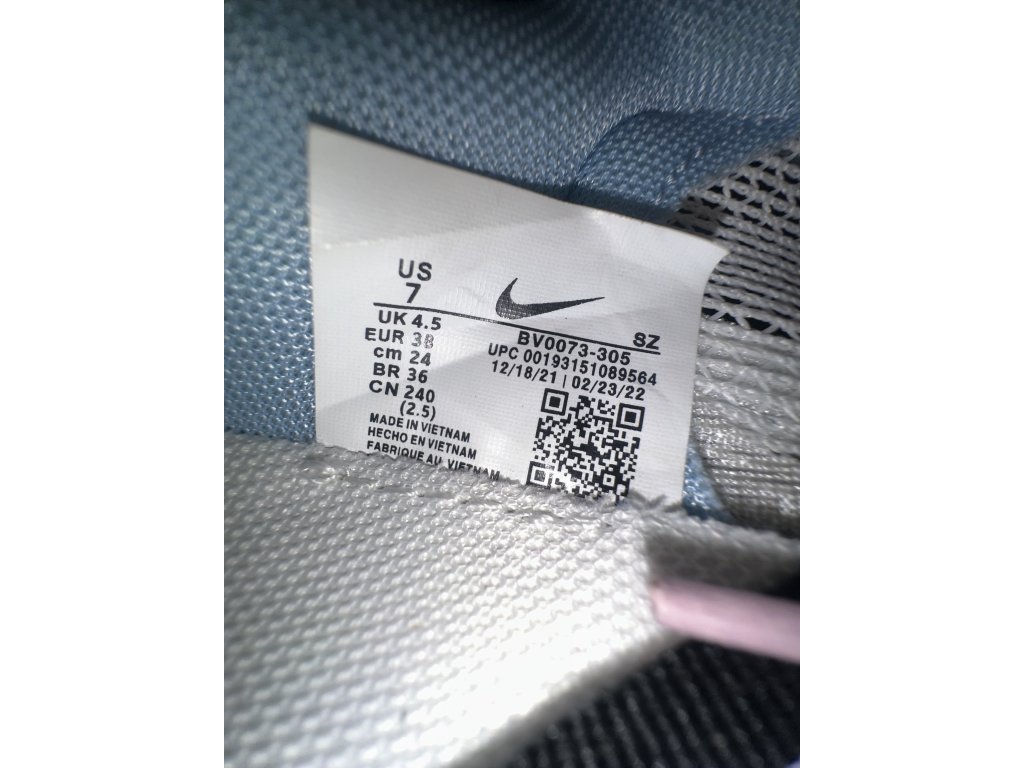 US
7
SZ
UK 4.5
EUR 38
cm 24
BR 36
CN 240
(2.5)
BV0073-305
UPC 00193151089564
12/18/21 | 02/23/22
MADE IN VIETNAM
HECHO EN VIETNAM
FABRIQUE AU VIETNAM